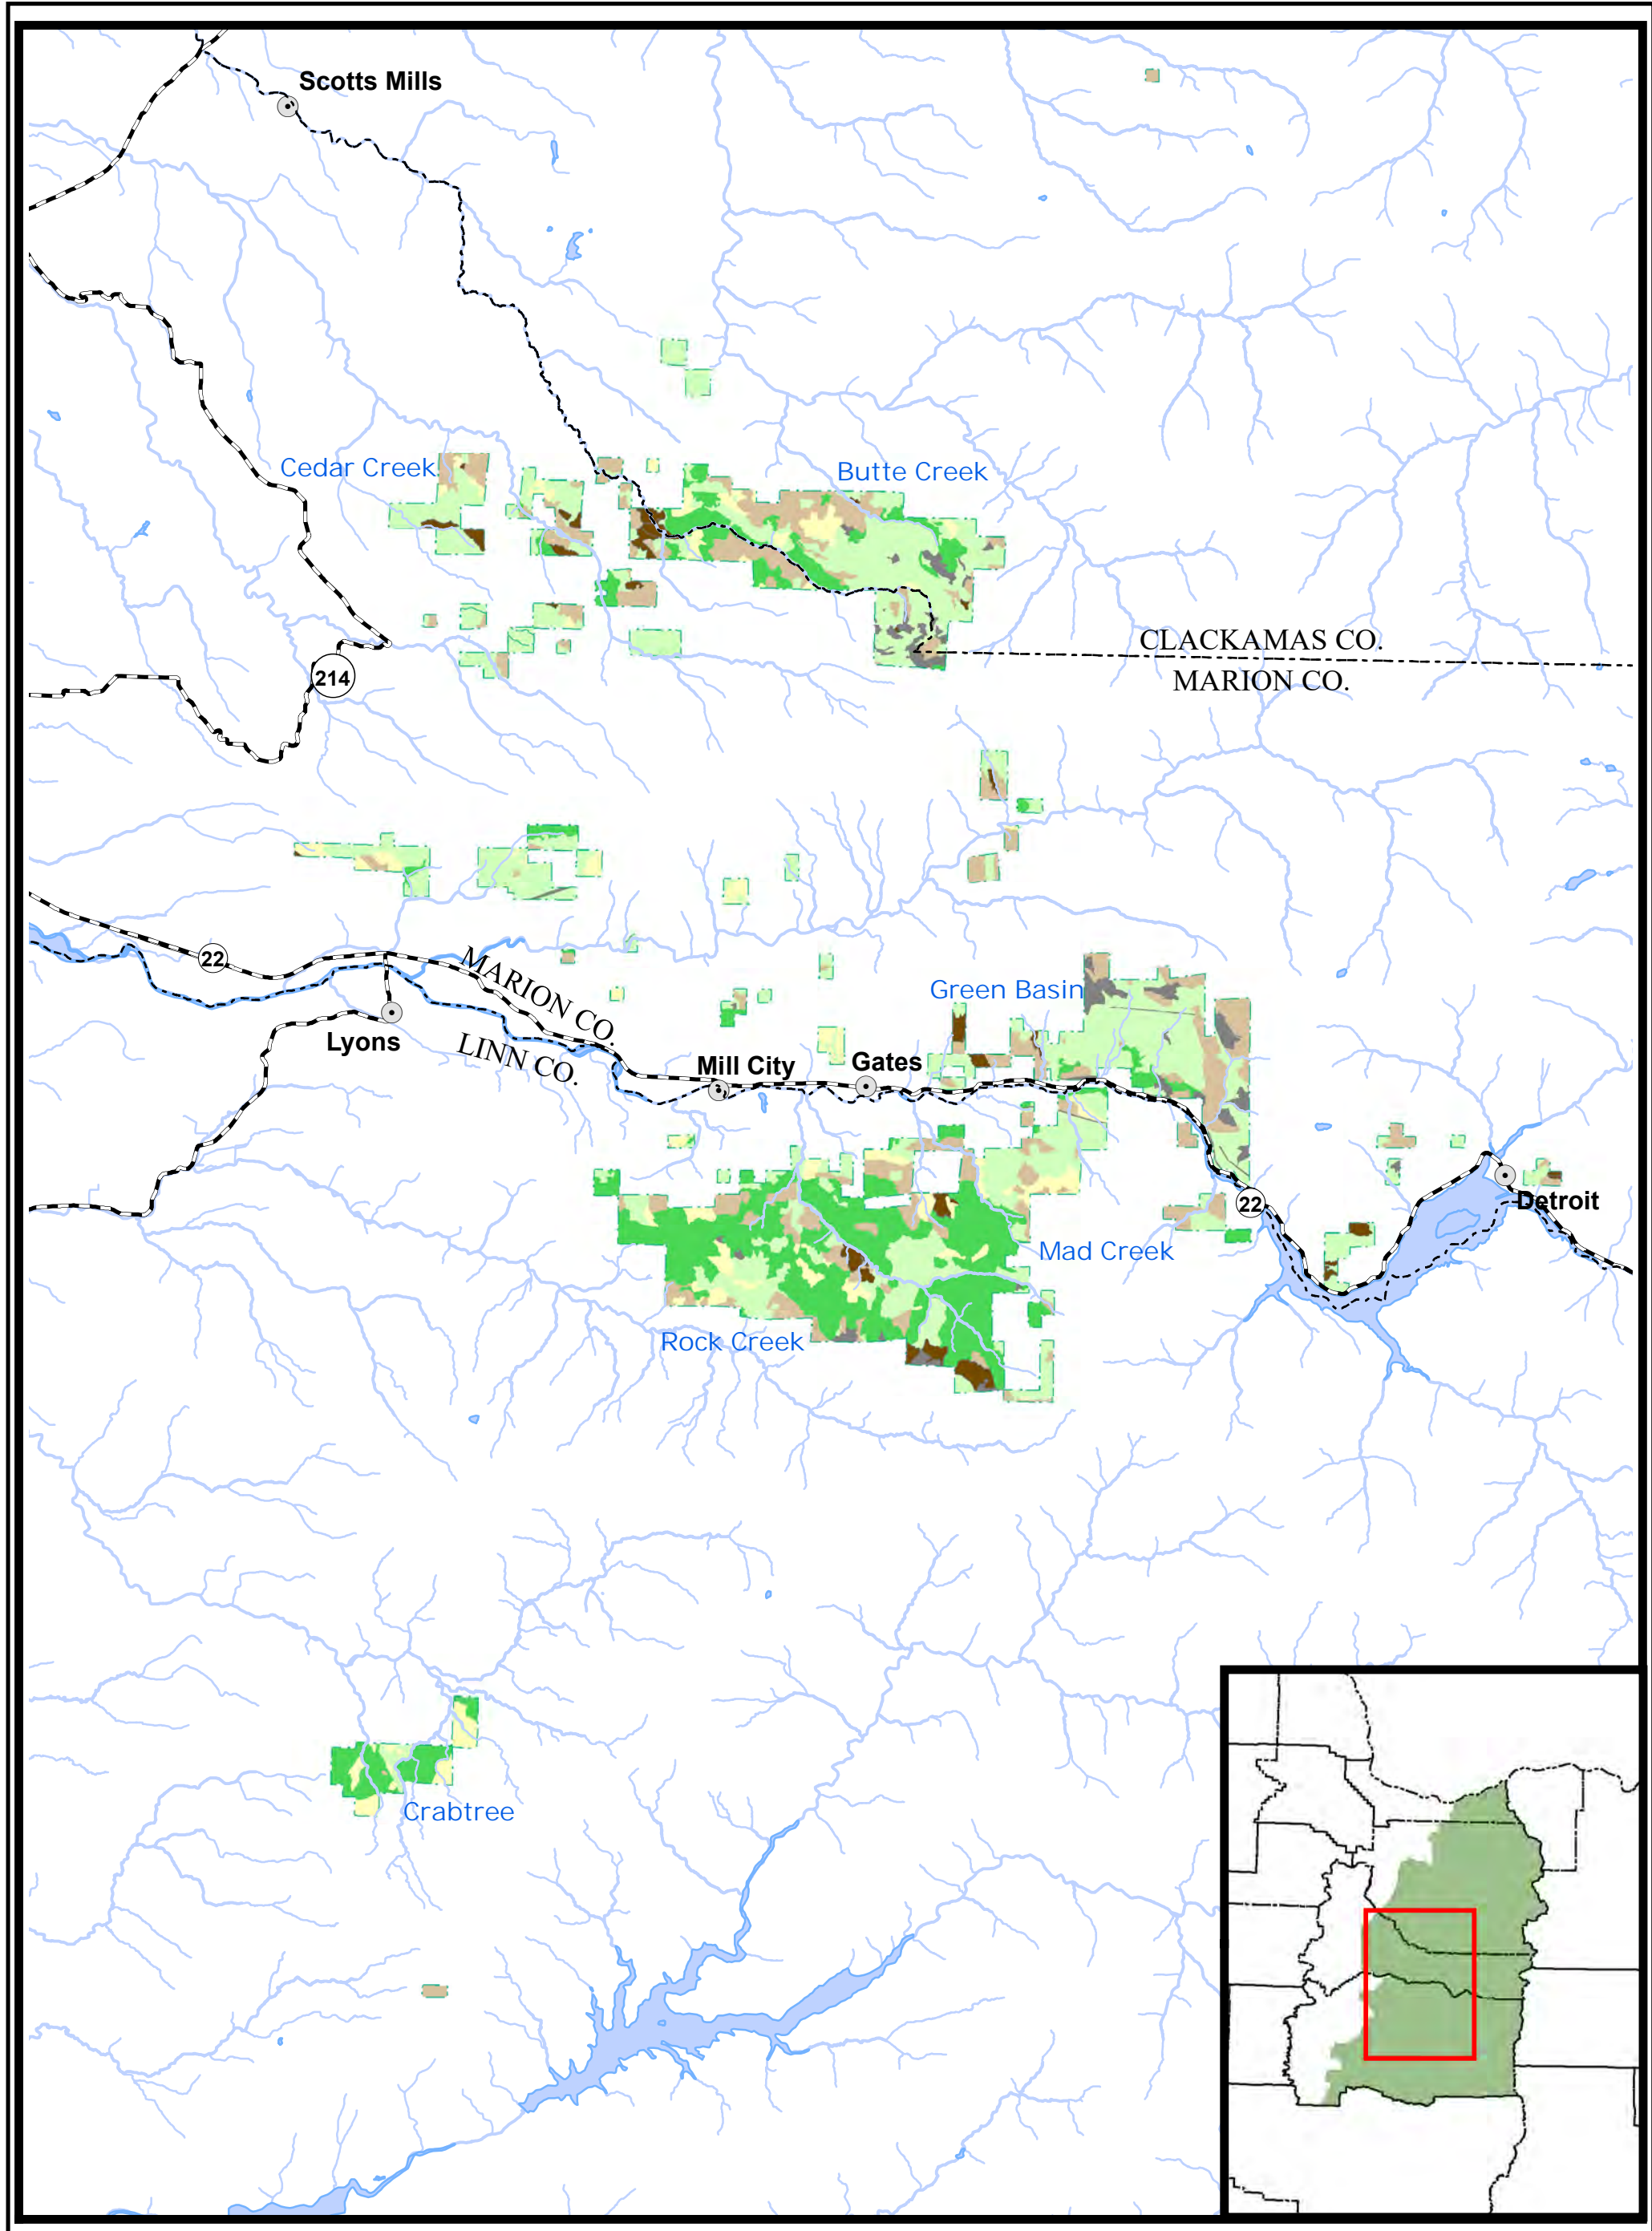 Scotts Mills
Cedar Creek
Butte Creek
CLACKAMAS CO.
MARION CO.
214
22
MARION CO.
Green Basin
Lyons
LINN CO.
Mill City
Gates
22
Detroit
Mad Creek
Rock Creek
Crabtree